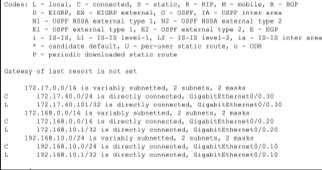 Codes: L - local, C - connected, S - static, R - RIP, M - mobile, B - BGP
D - EIGRP, EX - EIGRP external, O - OSPF, IA - OSPF inter area
N1 - OSPF NSSA external type 1, N2 - OSPF NSSA external type 2
E1 - OSPF external type 1, E2 - OSPF external type 2, E - EGP
i - IS-IS, L1 - IS-IS level-1, L2 - IS-IS level-2, ia - IS-IS inter area
* - candidate default, U - per-user static route, o - ODR
P - periodic downloaded static route
Gateway of last resort is not set
172.17.0.0/16 is variably subnetted, 2 subnets, 2 masks
C 172.17.40.0/24 is directly connected, GigabitEthernet0/0.30
L 172.17.40.101/32 is directly connected, GigabitEthernet0/0.30
172.168.0.0/16 is variably subnetted, 2 subnets, 2 masks
C 172.168.0.0/16 is directly connected, GigabitEthernet0/0.20
L 172.168.10.1/32 is directly connected, GigabitEthernet0/0.20
192.168.10.0/24 is variably subnetted, 2 subnets, 2 masks
C 192.168.10.0/24 is directly connected, GigabitEthernet0/0.10
L 192.168.10.1/32 is directly connected, GigabitEthernet0/0.10